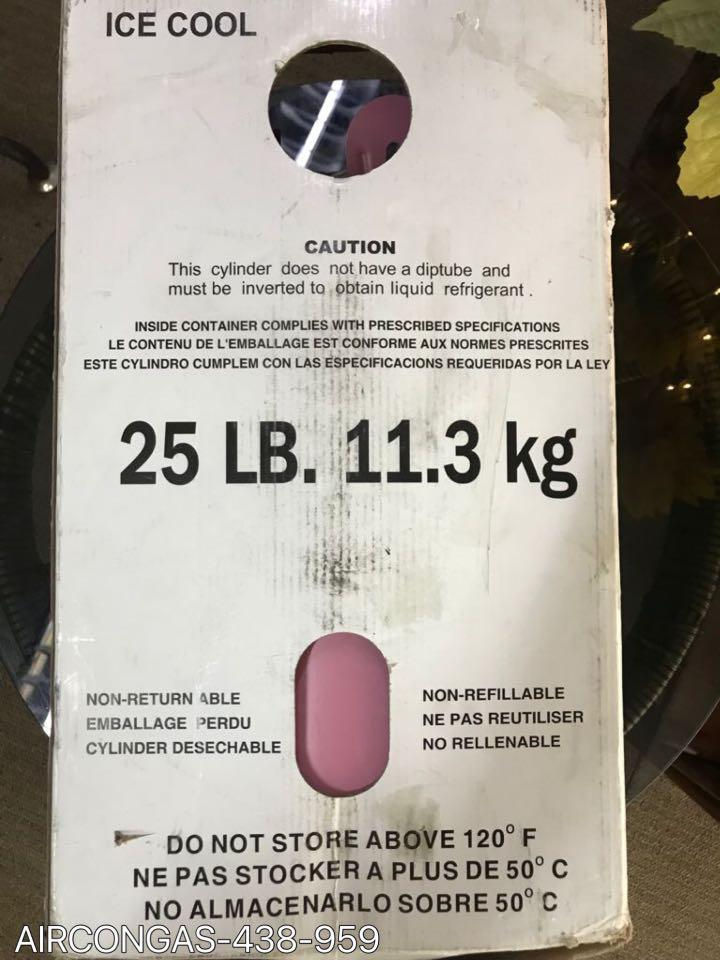 ICE COOL
CAUTION
This cylinder does not have a diptube and
must be inverted to obtain liquid refrigerant .
INSIDE CONTAINER COMPLIES WITH PRESCRIBED SPECIFICATIONS
LE CONTENU DE L'EMBALLAGE EST CONFORME AUX NORMES PRESCRITES
ESTE CYLINDRO CUMPLEM CON LAS ESPECIFICACIONS REQUERIDAS POR LA LEY
25 LB. 11.3 kg
NON-RETURN ABLE
EMBALLAGE PERDU
CYLINDER DESECHABLE
NON-REFILLABLE
NE PAS REUTILISER
NO RELLENABLE
DO NOT STORE ABOVE 120° F
NE PAS STOCKER A PLUS DE 50° C
NO ALMACENARLO SOBRE 50° C
AIRCONGAS-438-959